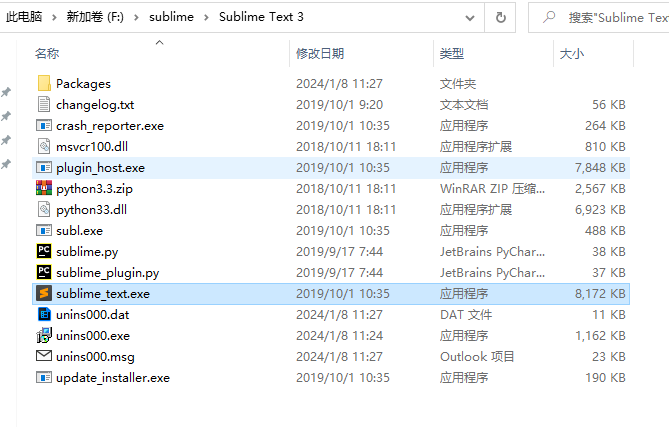 此电脑 > 新加卷 (F:) > sublime > Sublime Text 3 搜索"Sublime Tex
名称 修改日期 类型 大小
Packages 2024/1/8 11:27 文件夹
changelog.txt 2019/10/1 9:20 文本文档 56 KB
crash_reporter.exe 2019/10/1 10:35 应用程序 264 KB
msvcr100.dll 2018/10/11 18:11 应用程序扩展 810 KB
plugin_host.exe 2019/10/1 10:35 应用程序 7,848 KB
python3.3.zip 2018/10/11 18:11 WinRAR ZIP 压缩... 2,567 KB
python33.dll 2018/10/11 18:11 应用程序扩展 6,923 KB
subl.exe 2019/10/1 10:35 应用程序 488 KB
sublime.py 2019/9/17 7:44 JetBrains PyChar... 38 KB
sublime_plugin.py 2019/9/17 7:44 JetBrains PyChar... 37 KB
sublime_text.exe 2019/10/1 10:35 应用程序 8,172 KB
unins000.dat 2024/1/8 11:27 DAT 文件 11 KB
unins000.exe 2024/1/8 11:24 应用程序 1,162 KB
unins000.msg 2024/1/8 11:27 Outlook 项目 23 KB
update_installer.exe 2019/10/1 10:35 应用程序 190 KB